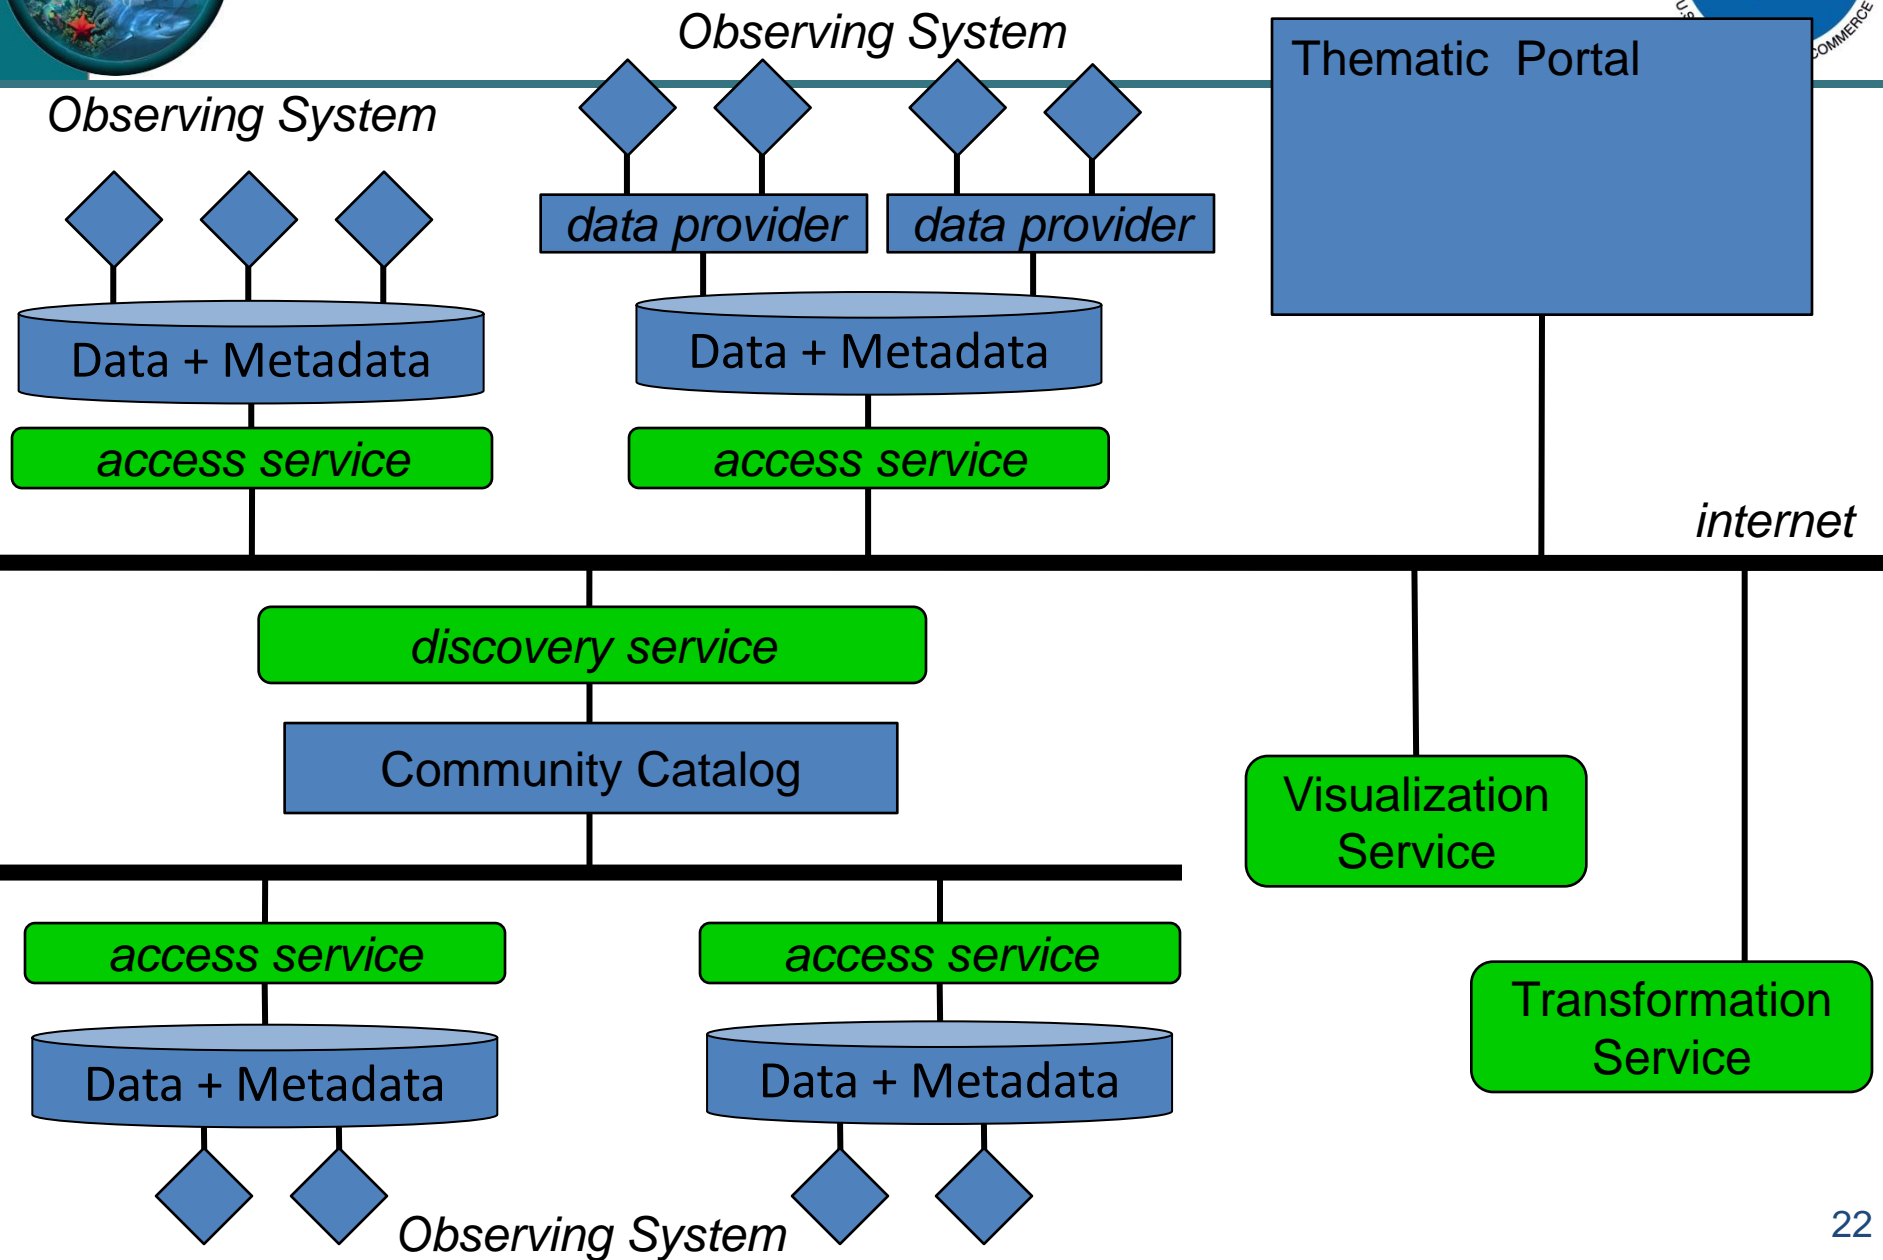 Observing System
Thematic Portal
COMMERCE
Observing System
data provider
data provider
Data + Metadata
Data + Metadata
access service
access service
internet
discovery service
Community Catalog
Visualization
Service
access service
access service
Transformation
Service
Data + Metadata
Data + Metadata
Observing System
22